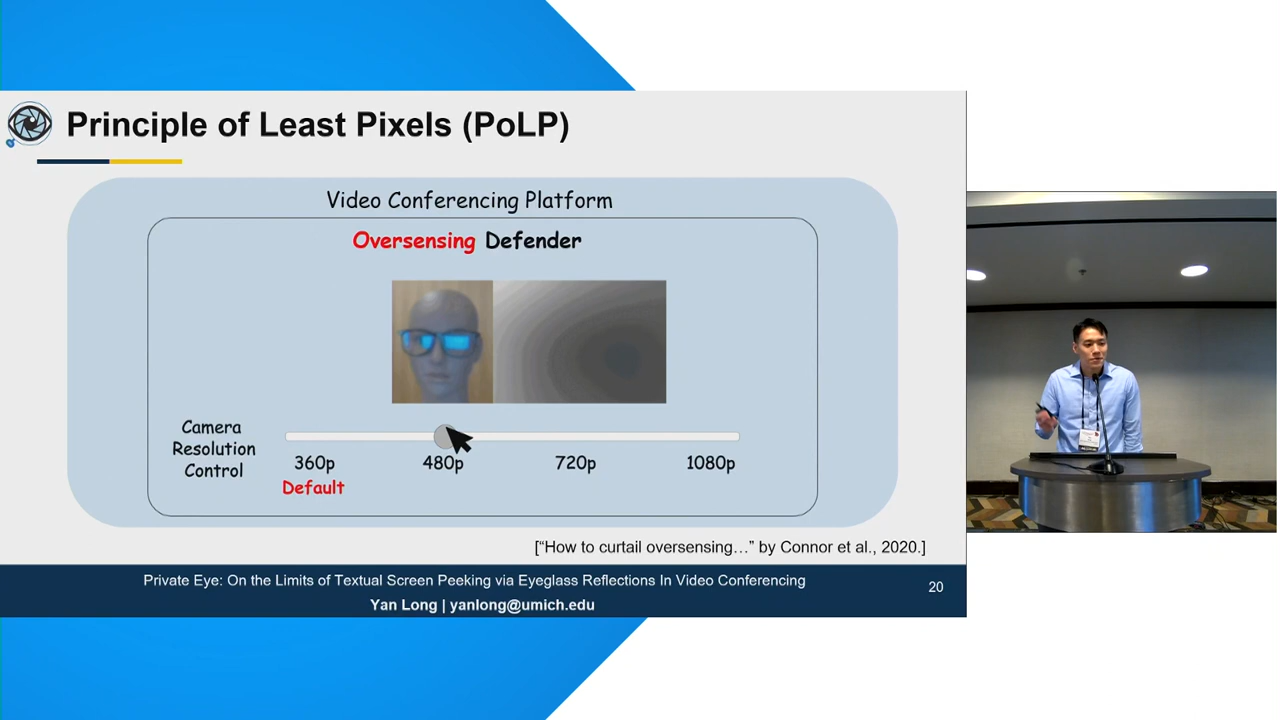 Principle of Least Pixels (PoLP)
Video Conferencing Platform
Oversensing Defender
Camera
Resolution
Control
360p
480p
720p
1080p
Default
[“How to curtail oversensing…” by Connor et al., 2020.]
Private Eye: On the Limits of Textual Screen Peeking via Eyeglass Reflections In Video Conferencing
Yan Long | yanlong@umich.edu
20